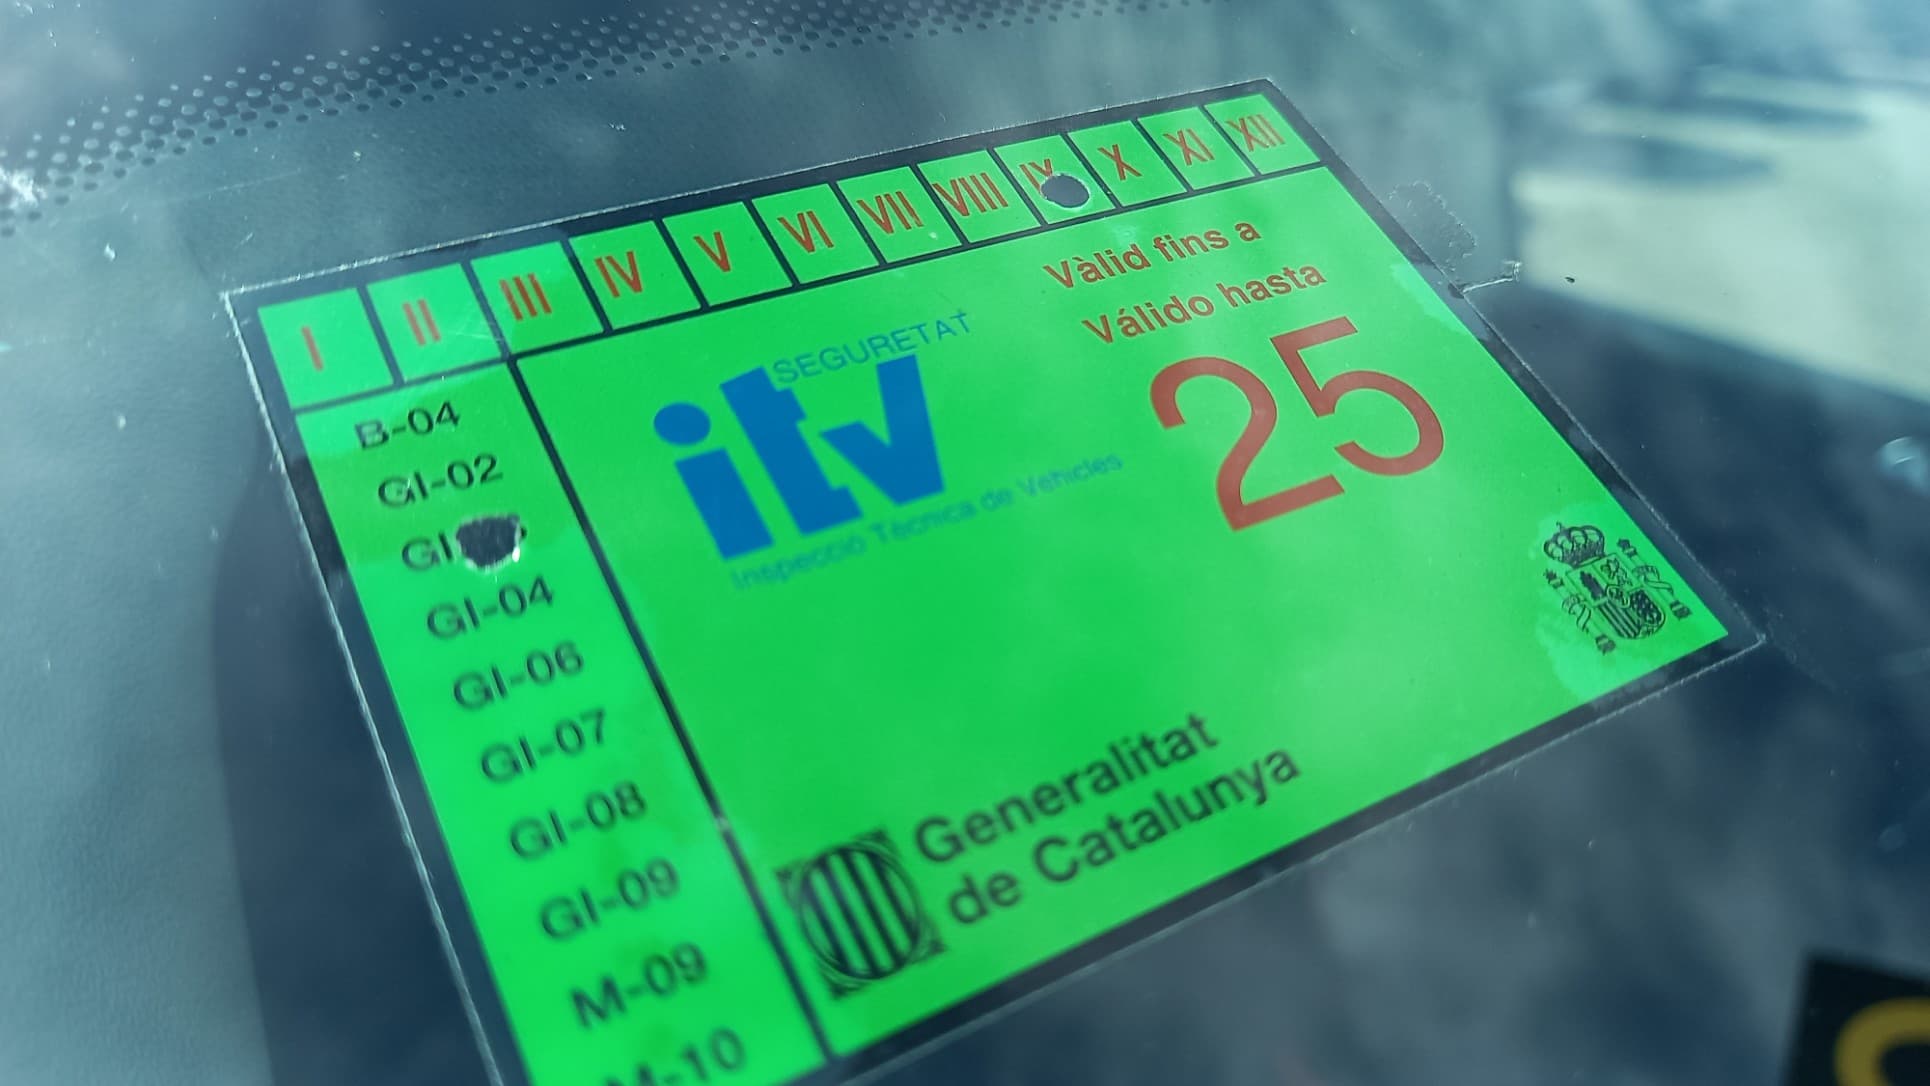 I II III IV V VI VII VIII IX X XI XII
Vàlid fins a
Válido hasta
25
SEGURETAT
itv
Inspecció Tècnica de Vehicles
B-04
GI-02
GI
GI-04
GI-06
GI-07
GI-08
GI-09
M-09
M-10
Generalitat
de Catalunya